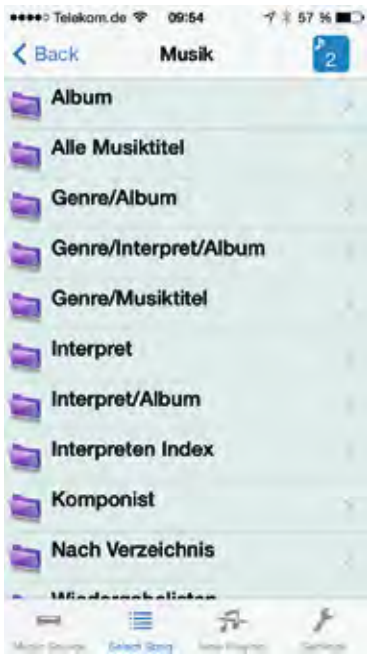 Telekom.de 09:54 57 %
Back Musik 2
Album
Alle Musiktitel
Genre/Album
Genre/Interpret/Album
Genre/Musiktitel
Interpret
Interpret/Album
Interpreten Index
Komponist
Nach Verzeichnis
Wiedergabelisten
Music Source Select Song Settings